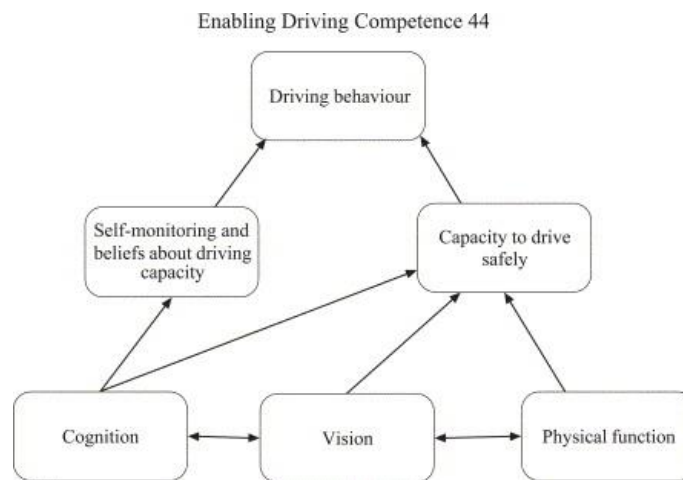 Enabling Driving Competence 44
Driving behaviour
Self-monitoring and
beliefs about driving
capacity
Capacity to drive
safely
Cognition
Vision
Physical function